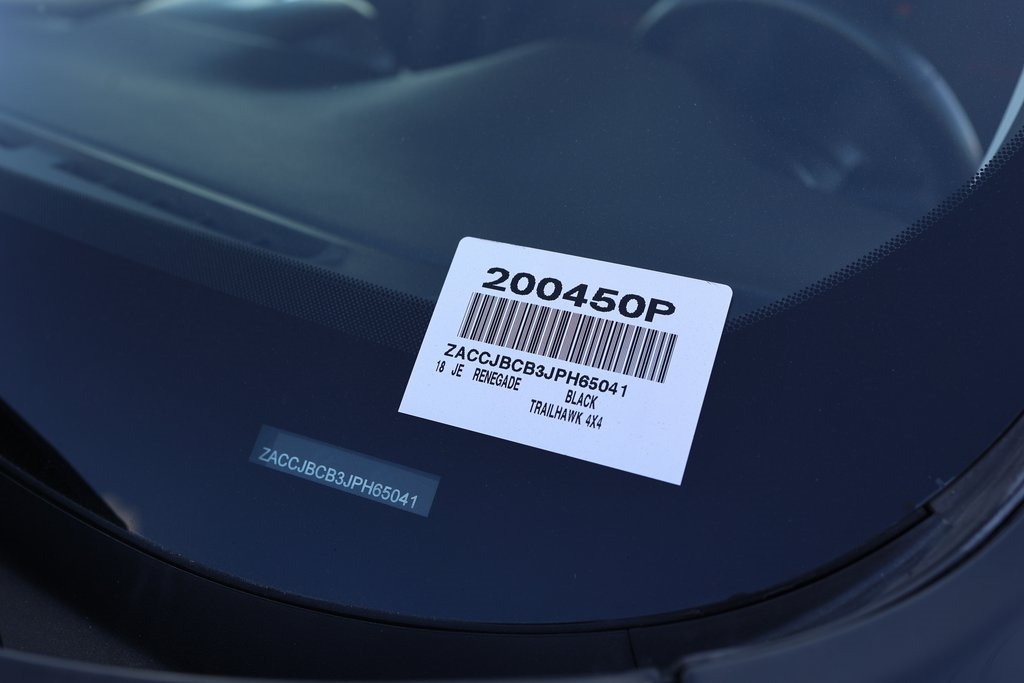 200450P
ZACCJBCB3JPH65041
18 JE RENEGADE BLACK
TRAILHAWK 4X4
ZACCJBCB3JPH65041